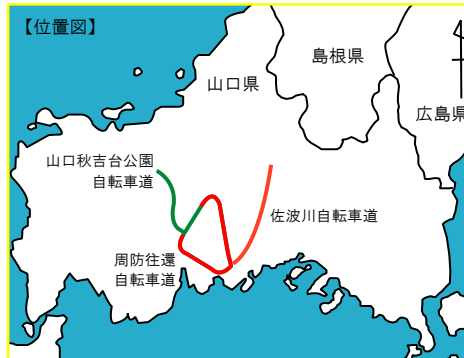 【位置図】
島根県
山口県
広島県
山口秋吉台公園
自転車道
佐波川自転車道
周防往還
自転車道